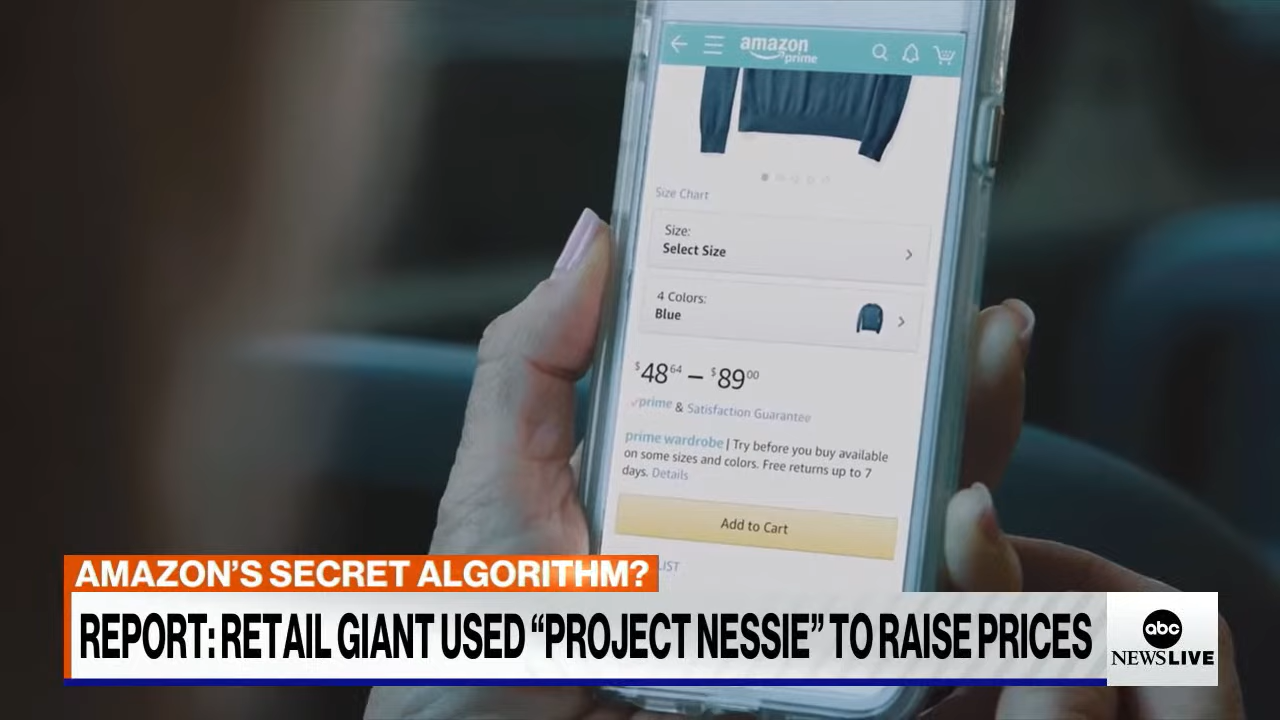 amazon
prime
Size Chart
Size:
Select Size
4 Colors:
Blue
$48 64 – $89 00
✓prime & Satisfaction Guarantee
prime wardrobe | Try before you buy available
on some sizes and colors. Free returns up to 7
days. Details
Add to Cart
LIST
AMAZON'S SECRET ALGORITHM?
REPORT: RETAIL GIANT USED “PROJECT NESSIE” TO RAISE PRICES
abc
NEWS LIVE